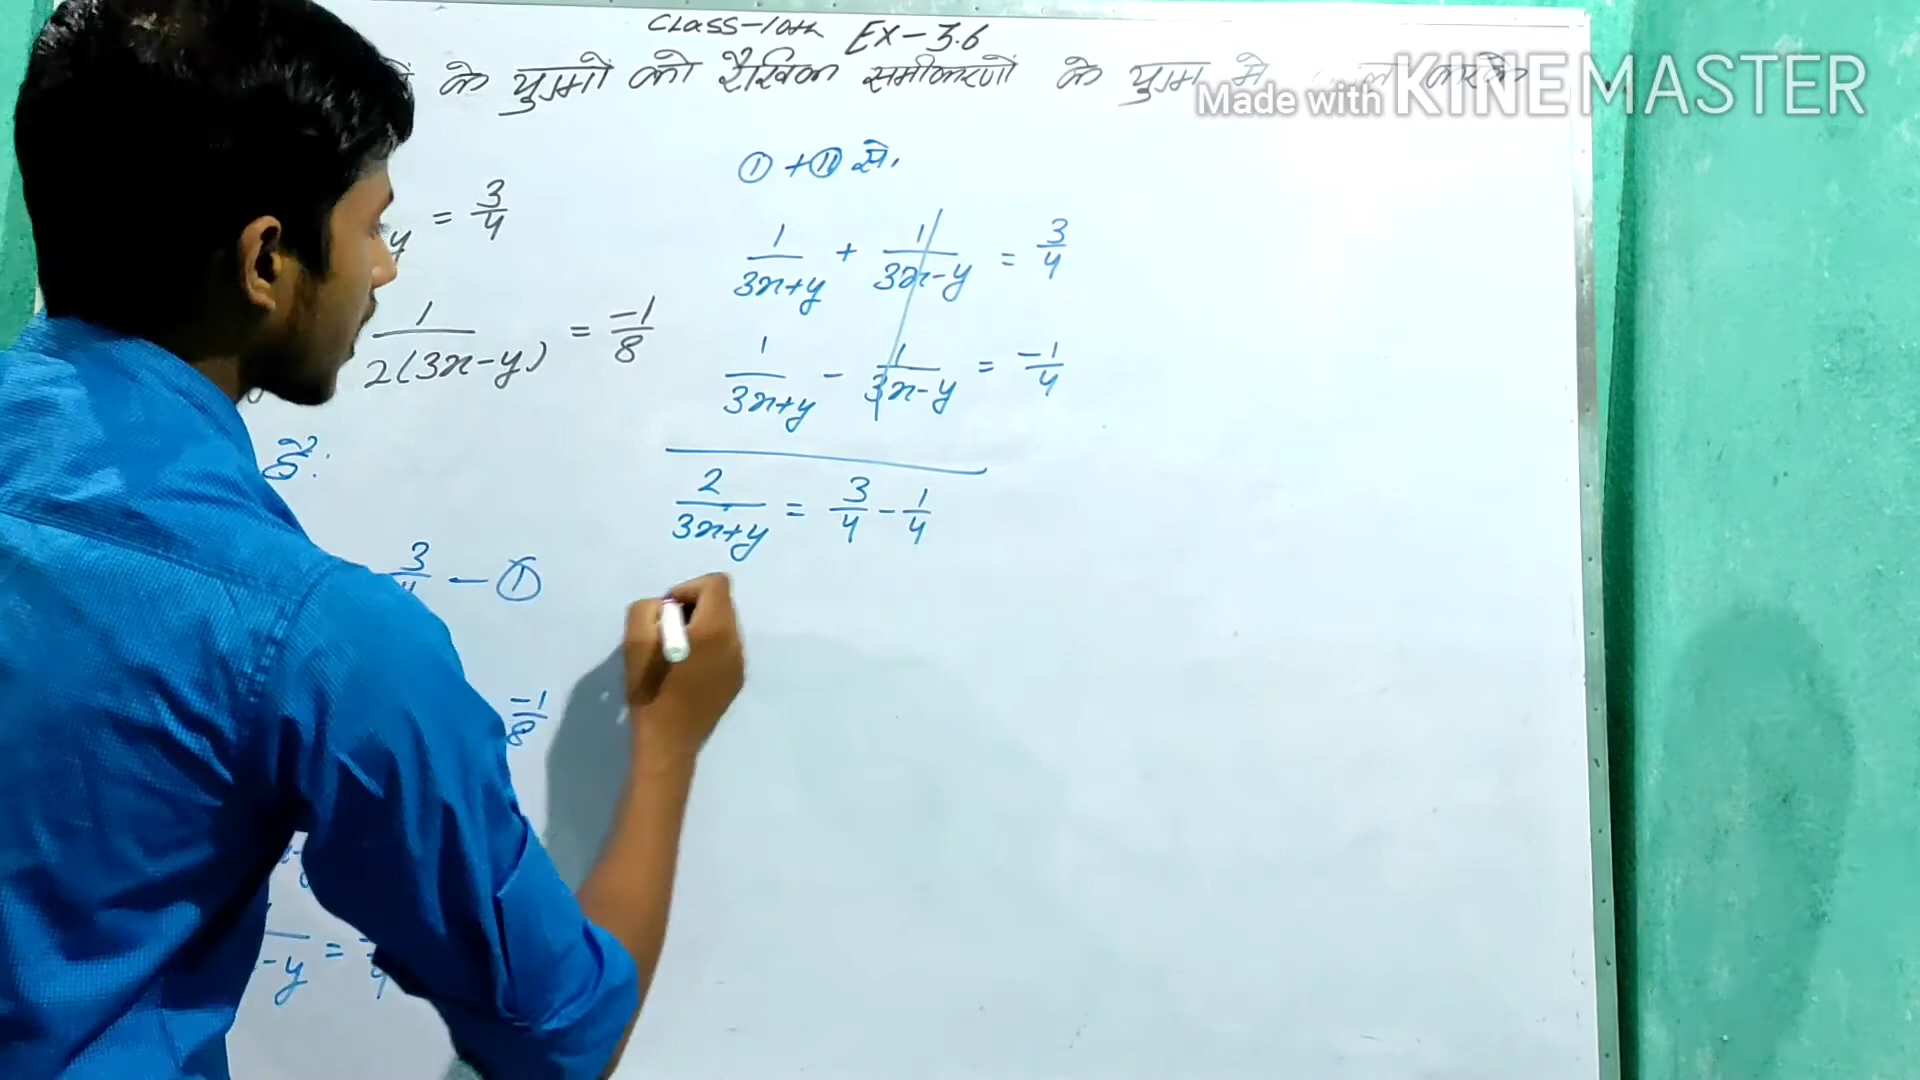 CLASS-10th EX-3.6
के युग्मों को रैखिक समीकरणों के युग्म में करके
Made with KINEMASTER
y = 3/4
1/2(3x-y) = -1/8
है:
3/4 - ①
-1/8
-y =
① + ⑪ से,
1/3x+y + 1/3x-y = 3/4
1/3x+y - 1/3x-y = -1/4
2/3x+y = 3/4 - 1/4